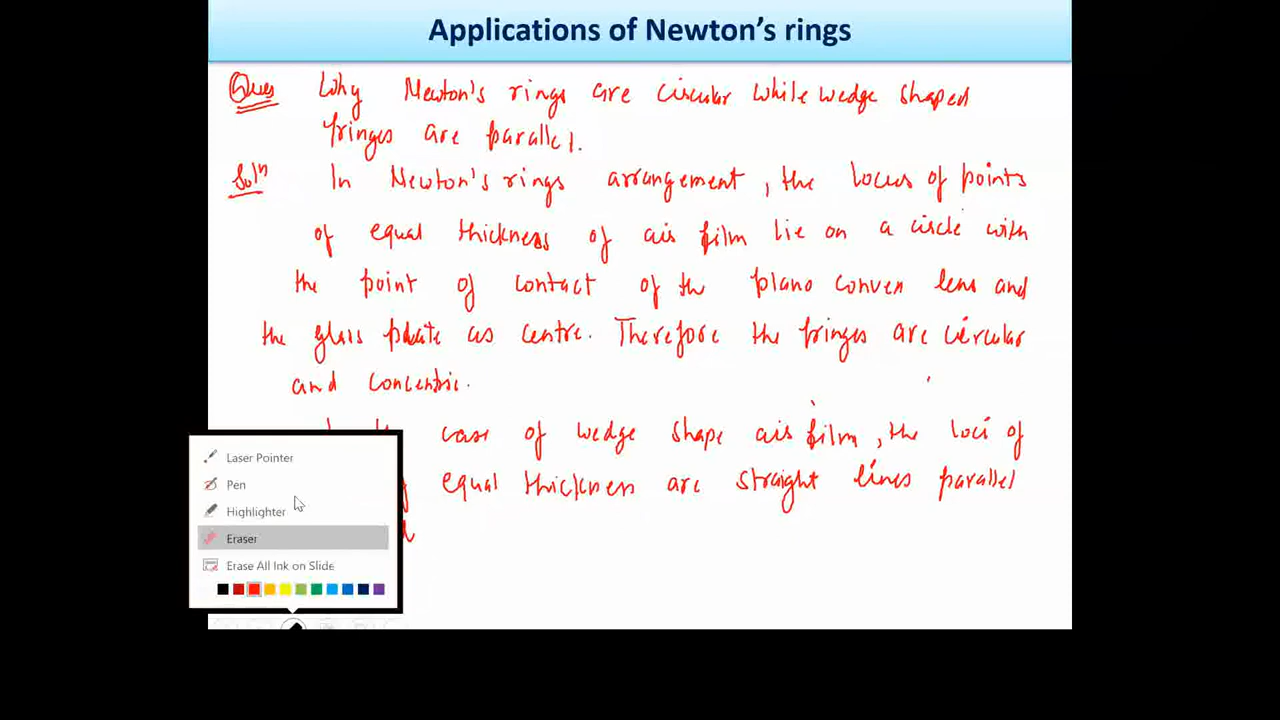 Applications of Newton's rings
Ques Why Newton's rings are circular while wedge shaped
fringes are parallel.
Solⁿ In Newton's rings arrangement, the locus of points
of equal thickness of air film lie on a circle with
the point of contact of the plano convex lens and
the glass plate as centre. Therefore the fringes are circular
and concentric.
case of wedge shape air film, the loci of
equal thickness are straight lines parallel
Laser Pointer
Pen
Highlighter
Eraser
Erase All Ink on Slide